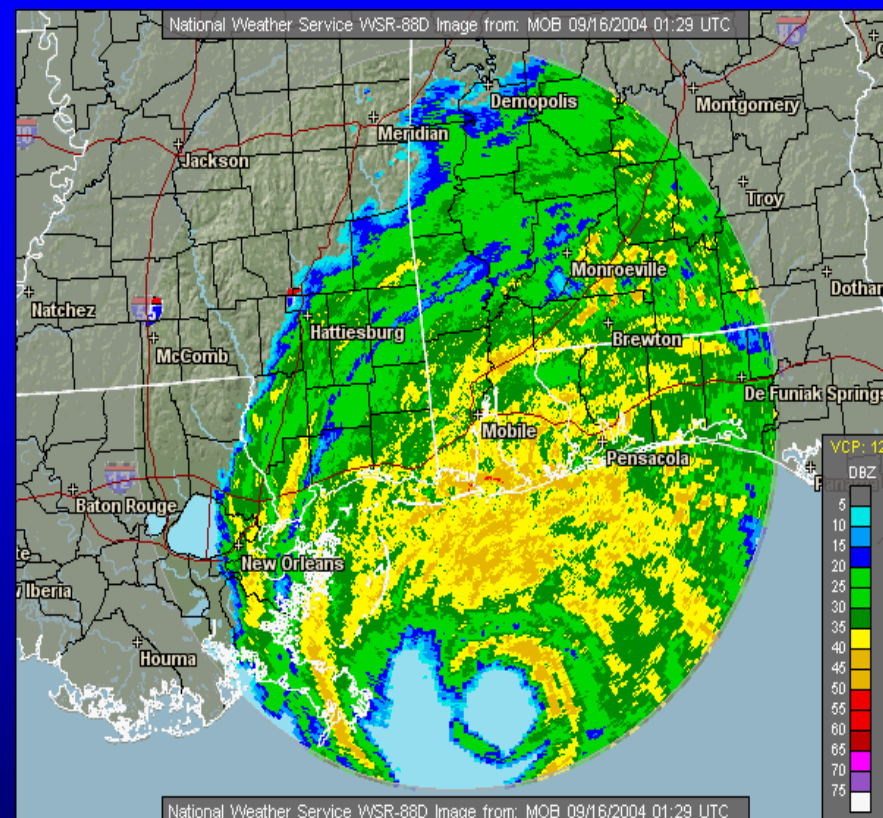 National Weather Service WSR-88D Image from: MOB 09/16/2004 01:29 UTC
Demopolis
Montgomery
Meridian
Jackson
Troy
Monroeville
Dothan
Natchez
Hattiesburg
Brewton
McComb
De Funiak Springs
Mobile
Pensacola
VCP: 12
DBZ
Baton Rouge
New Orleans
Iberia
Houma
5
10
15
20
25
30
35
40
45
50
55
60
65
70
75
National Weather Service WSR-88D Image from: MOB 09/16/2004 01:29 UTC